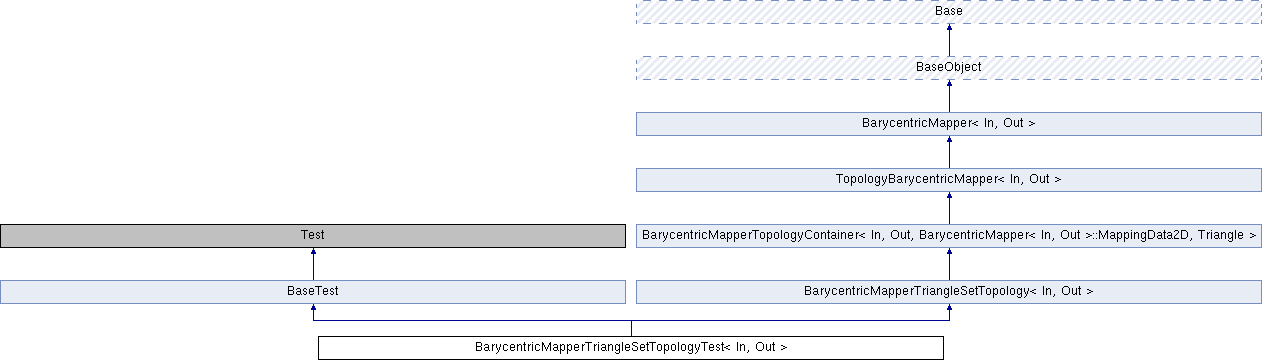 Base
BaseObject
BarycentricMapper< In, Out >
TopologyBarycentricMapper< In, Out >
Test
BarycentricMapperTopologyContainer< In, Out, BarycentricMapper< In, Out >::MappingData2D, Triangle >
BaseTest
BarycentricMapperTriangleSetTopology< In, Out >
BarycentricMapperTriangleSetTopologyTest< In, Out >